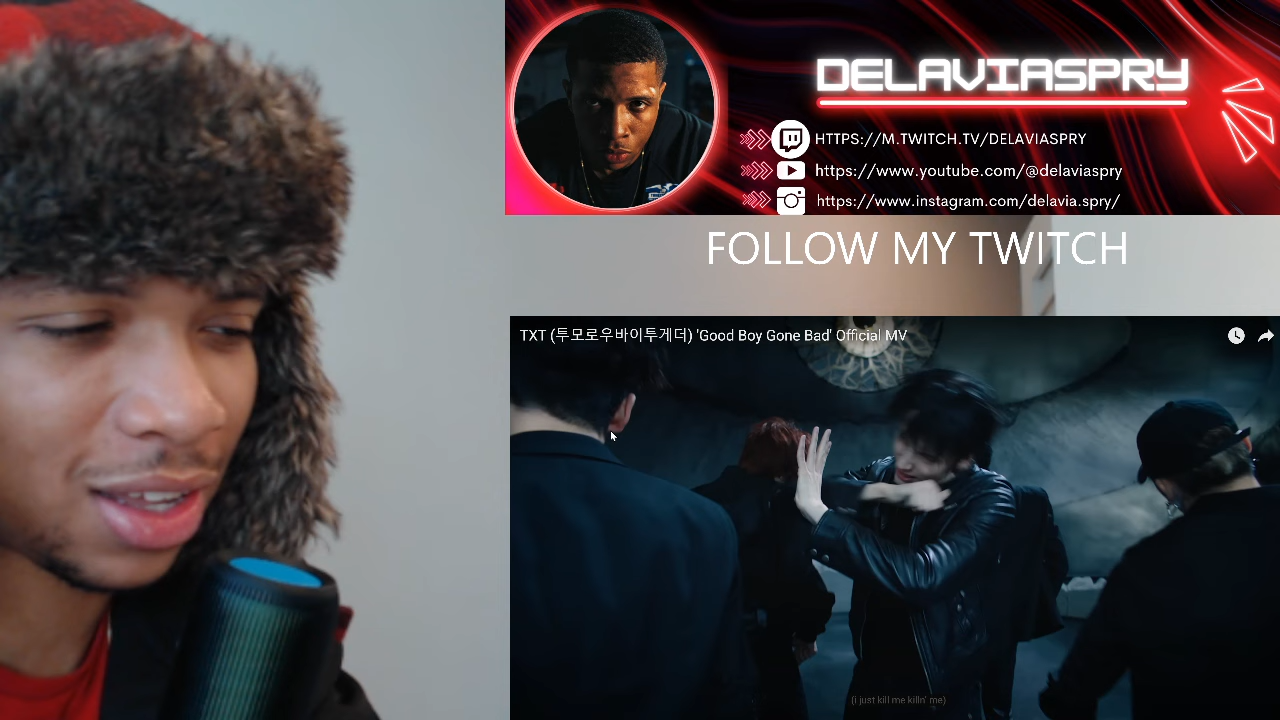 DELAVIASPRY
HTTPS://M.TWITCH.TV/DELAVIASPRY
https://www.youtube.com/@delaviaspry
https://www.instagram.com/delavia.spry/
FOLLOW MY TWITCH
TXT (투모로우바이투게더) 'Good Boy Gone Bad' Official MV
(i just kill me killin' me)